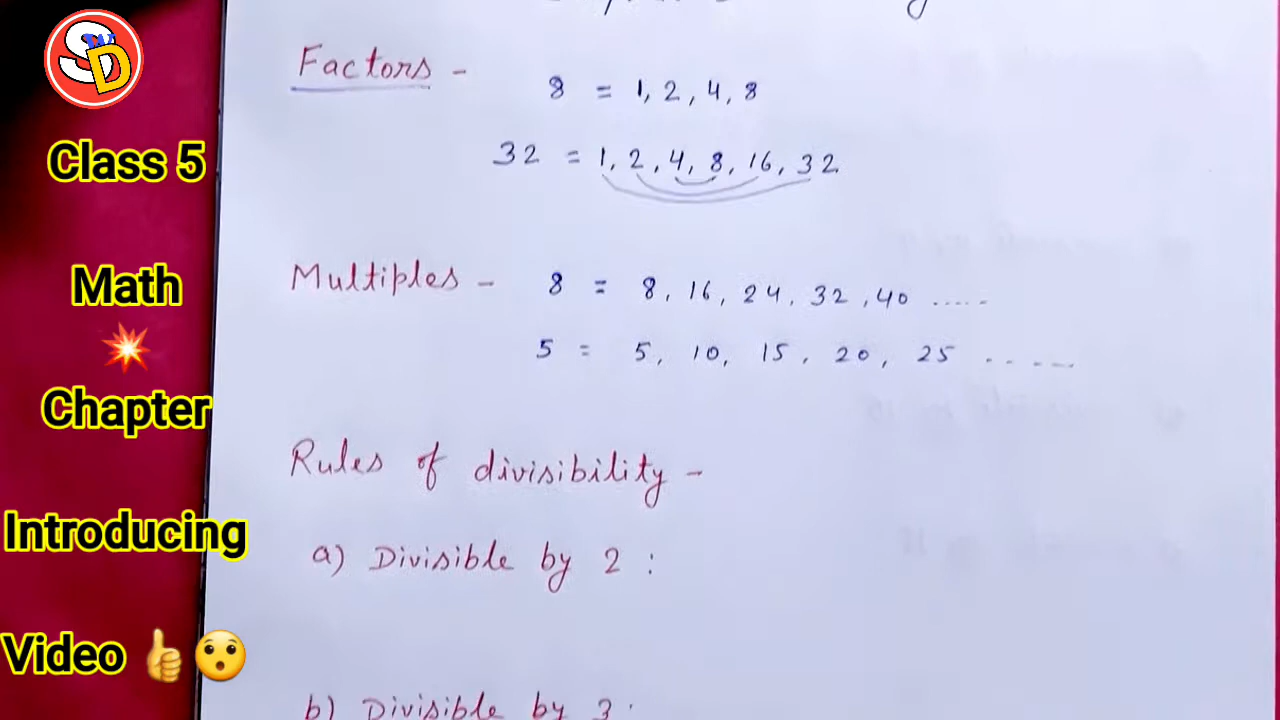 SWD
Class 5
Math
Chapter
Introducing
Video
Factors -
8 = 1, 2, 4, 8
32 = 1, 2, 4, 8, 16, 32
Multiples - 8 = 8, 16, 24, 32, 40 .....
5 = 5, 10, 15, 20, 25 .....
Rules of divisibility -
a) Divisible by 2 :
b) Divisible by 3 :